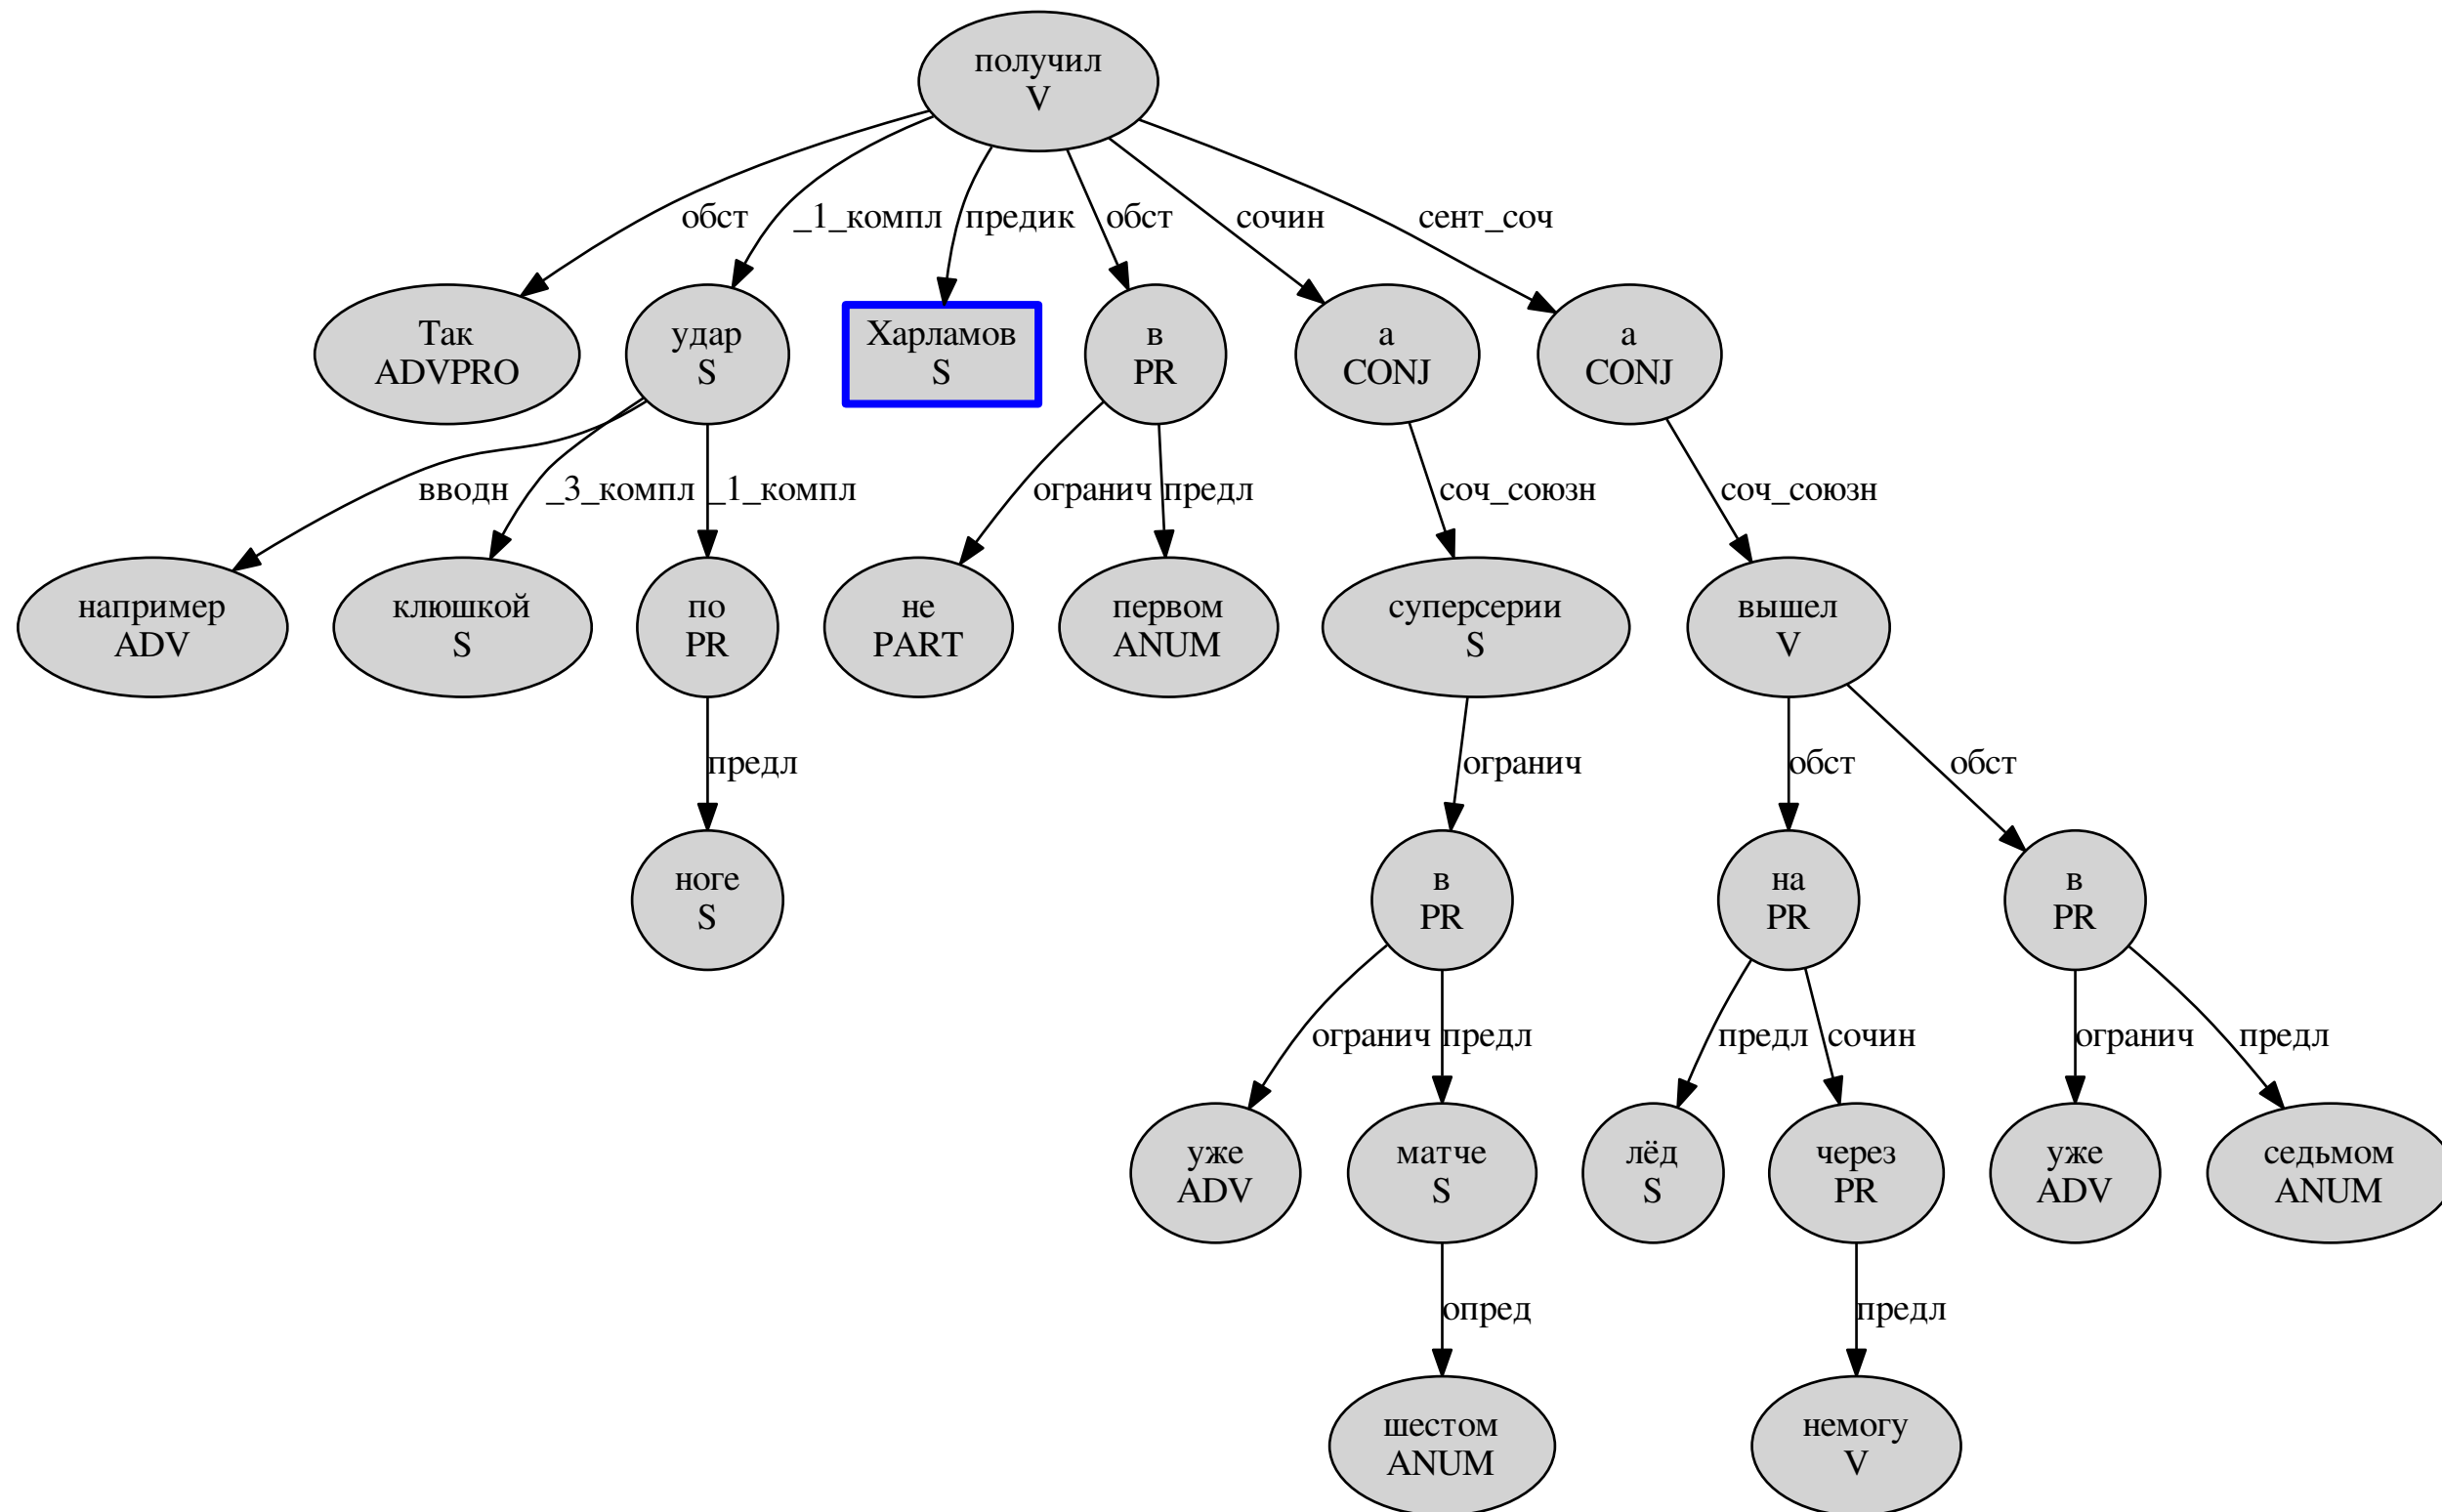 получил
V
обст
_1_компл
предик
обст
сочин
сент_соч
Так
ADVPRO
удар
S
Харламов
S
в
PR
а
CONJ
а
CONJ
вводн
_3_компл
_1_компл
огранич
предл
соч_союзн
соч_союзн
например
ADV
клюшкой
S
по
PR
не
PART
первом
ANUM
суперсерии
S
вышел
V
предл
огранич
обст
обст
ноге
S
в
PR
на
PR
в
PR
огранич
предл
предл
сочин
огранич
предл
уже
ADV
матче
S
лёд
S
через
PR
уже
ADV
седьмом
ANUM
опред
предл
шестом
ANUM
немогу
V